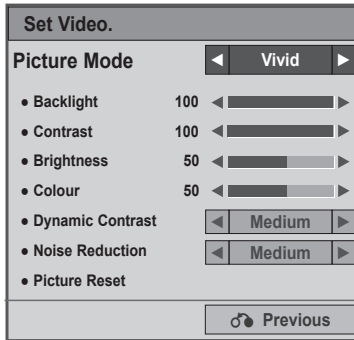 Set Video.
Picture Mode ◀ Vivid ▶
● Backlight 100
● Contrast 100
● Brightness 50
● Colour 50
● Dynamic Contrast ◀ Medium ▶
● Noise Reduction ◀ Medium ▶
● Picture Reset
Previous